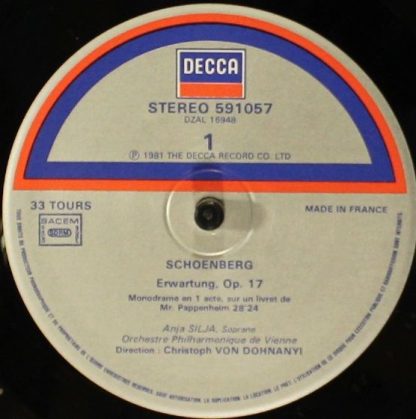 DECCA
STEREO 591057
DZAL 16948
1
Ⓟ 1981 THE DECCA RECORD CO. LTD
33 TOURS
MADE IN FRANCE
SACEM
SCHOENBERG
Erwartung, Op. 17
Monodrame en 1 acte, sur un livret de
Mr. Pappenheim 28'24
Anja SILJA, Soprano
Orchestre Philharmonique de Vienne
Direction : Christoph VON DOHNANYI